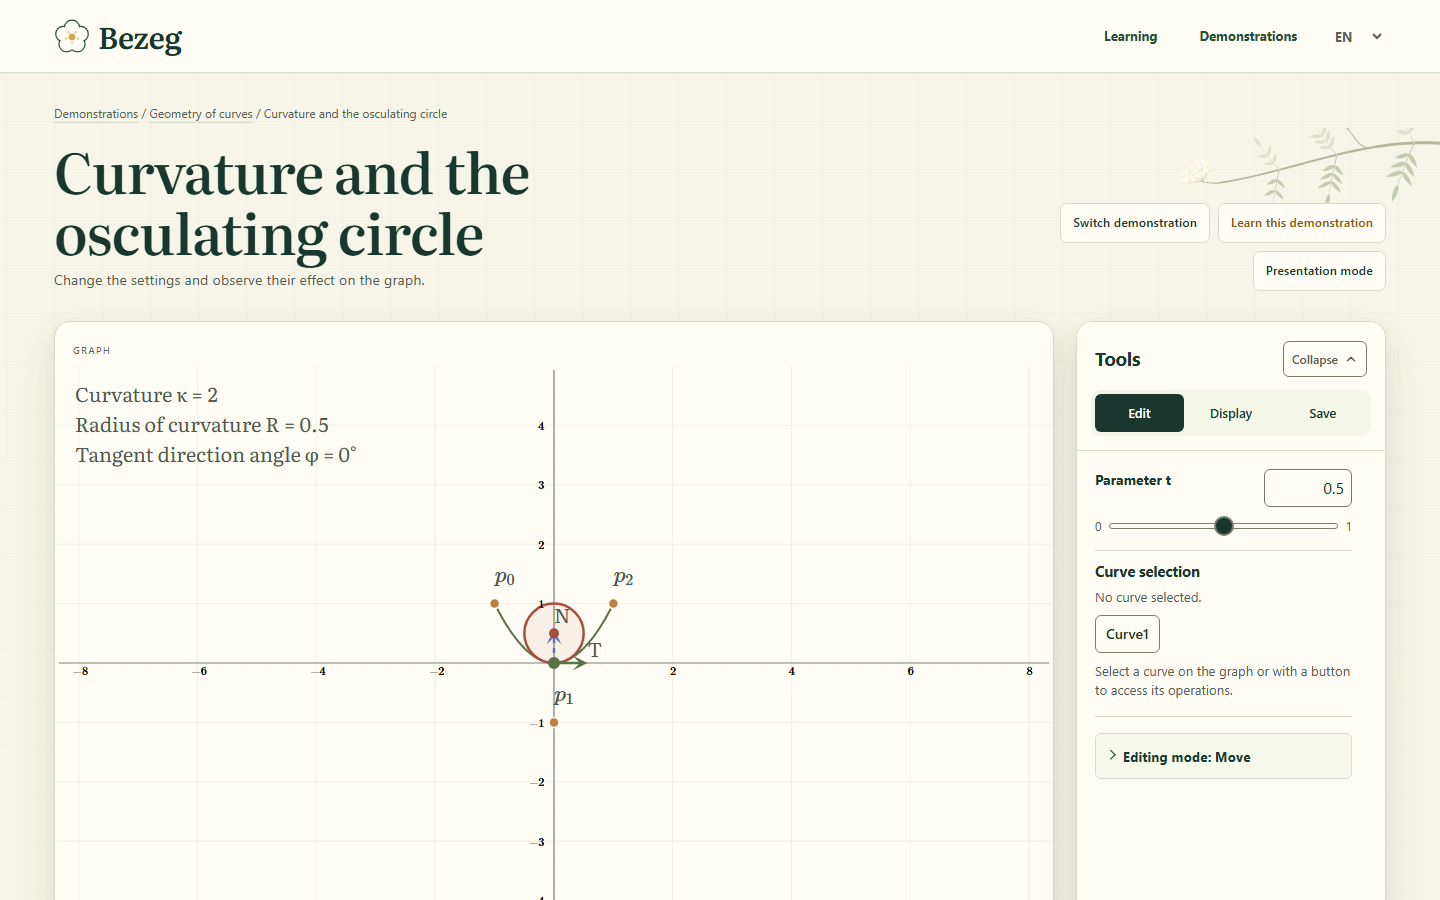 Bezeg
Learning
Demonstrations
EN
Demonstrations / Geometry of curves / Curvature and the osculating circle
Curvature and the
osculating circle
Change the settings and observe their effect on the graph.
Switch demonstration
Learn this demonstration
Presentation mode
GRAPH
Curvature κ = 2
Radius of curvature R = 0.5
Tangent direction angle φ = 0°
4
3
2
1
p0
p2
N
T
−8
−6
−4
−2
2
4
6
8
p1
−1
−2
−3
Tools
Collapse
Edit
Display
Save
Parameter t
0.5
0
1
Curve selection
No curve selected.
Curve1
Select a curve on the graph or with a button
to access its operations.
Editing mode: Move